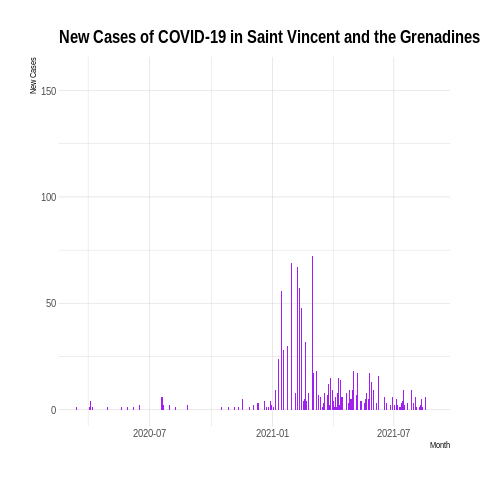 New Cases of COVID-19 in Saint Vincent and the Grenadines
New Cases
150
100
50
0
2020-07
2021-01
2021-07
Month